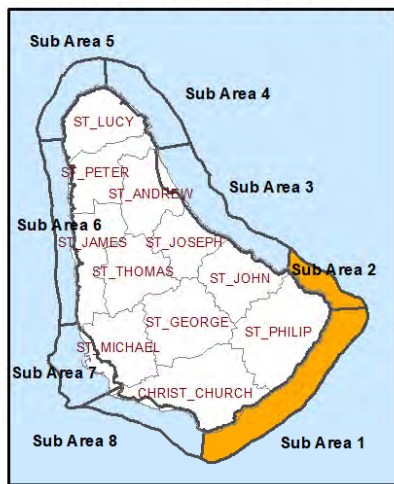 Sub Area 5
Sub Area 4
ST_LUCY
ST_PETER
ST_ANDREW
Sub Area 3
Sub Area 6
ST_JAMES
ST_JOSEPH
ST_THOMAS
ST_JOHN
Sub Area 2
ST_GEORGE
ST_PHILIP
ST_MICHAEL
Sub Area 7
CHRIST_CHURCH
Sub Area 8
Sub Area 1